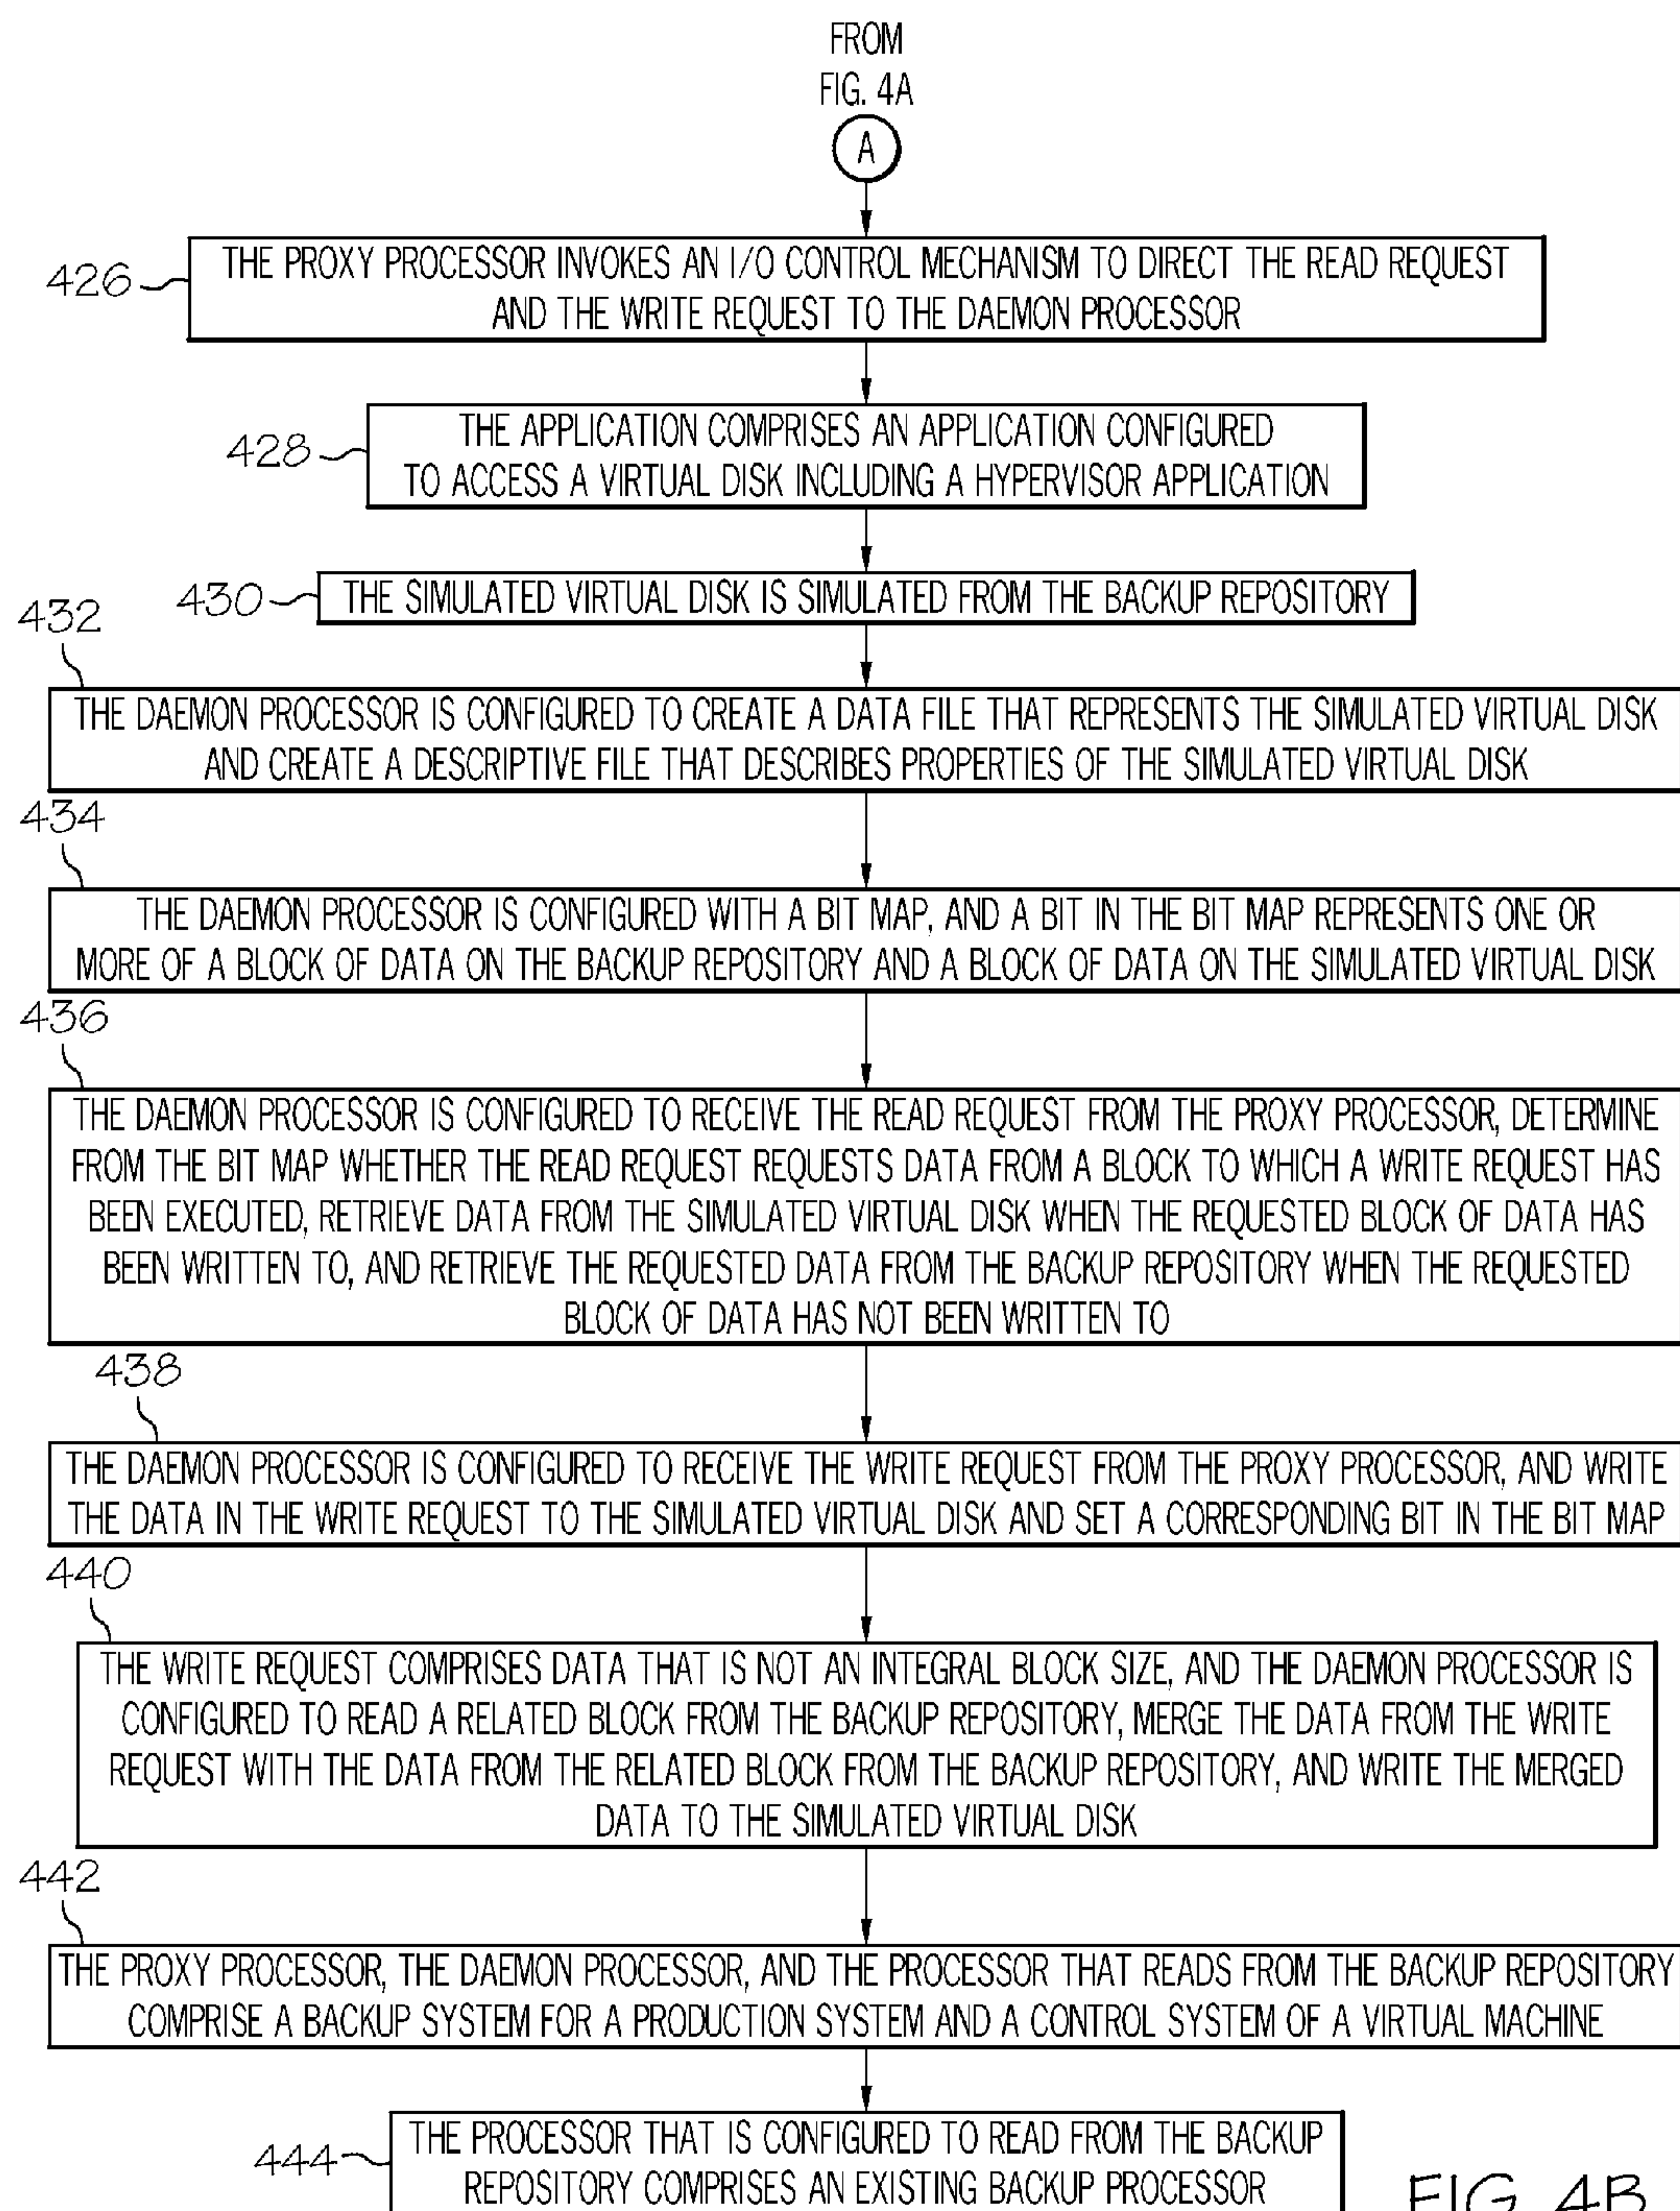 FROM
FIG. 4A
A
426
THE PROXY PROCESSOR INVOKES AN I/O CONTROL MECHANISM TO DIRECT THE READ REQUEST
AND THE WRITE REQUEST TO THE DAEMON PROCESSOR
428
THE APPLICATION COMPRISES AN APPLICATION CONFIGURED
TO ACCESS A VIRTUAL DISK INCLUDING A HYPERVISOR APPLICATION
430
THE SIMULATED VIRTUAL DISK IS SIMULATED FROM THE BACKUP REPOSITORY
432
THE DAEMON PROCESSOR IS CONFIGURED TO CREATE A DATA FILE THAT REPRESENTS THE SIMULATED VIRTUAL DISK
AND CREATE A DESCRIPTIVE FILE THAT DESCRIBES PROPERTIES OF THE SIMULATED VIRTUAL DISK
434
THE DAEMON PROCESSOR IS CONFIGURED WITH A BIT MAP, AND A BIT IN THE BIT MAP REPRESENTS ONE OR
MORE OF A BLOCK OF DATA ON THE BACKUP REPOSITORY AND A BLOCK OF DATA ON THE SIMULATED VIRTUAL DISK
436
THE DAEMON PROCESSOR IS CONFIGURED TO RECEIVE THE READ REQUEST FROM THE PROXY PROCESSOR, DETERMINE
FROM THE BIT MAP WHETHER THE READ REQUEST REQUESTS DATA FROM A BLOCK TO WHICH A WRITE REQUEST HAS
BEEN EXECUTED, RETRIEVE DATA FROM THE SIMULATED VIRTUAL DISK WHEN THE REQUESTED BLOCK OF DATA HAS
BEEN WRITTEN TO, AND RETRIEVE THE REQUESTED DATA FROM THE BACKUP REPOSITORY WHEN THE REQUESTED
BLOCK OF DATA HAS NOT BEEN WRITTEN TO
438
THE DAEMON PROCESSOR IS CONFIGURED TO RECEIVE THE WRITE REQUEST FROM THE PROXY PROCESSOR, AND WRITE
THE DATA IN THE WRITE REQUEST TO THE SIMULATED VIRTUAL DISK AND SET A CORRESPONDING BIT IN THE BIT MAP
440
THE WRITE REQUEST COMPRISES DATA THAT IS NOT AN INTEGRAL BLOCK SIZE, AND THE DAEMON PROCESSOR IS
CONFIGURED TO READ A RELATED BLOCK FROM THE BACKUP REPOSITORY, MERGE THE DATA FROM THE WRITE
REQUEST WITH THE DATA FROM THE RELATED BLOCK FROM THE BACKUP REPOSITORY, AND WRITE THE MERGED
DATA TO THE SIMULATED VIRTUAL DISK
442
THE PROXY PROCESSOR, THE DAEMON PROCESSOR, AND THE PROCESSOR THAT READS FROM THE BACKUP REPOSITORY
COMPRISE A BACKUP SYSTEM FOR A PRODUCTION SYSTEM AND A CONTROL SYSTEM OF A VIRTUAL MACHINE
444
THE PROCESSOR THAT IS CONFIGURED TO READ FROM THE BACKUP
REPOSITORY COMPRISES AN EXISTING BACKUP PROCESSOR
FIG. 4B